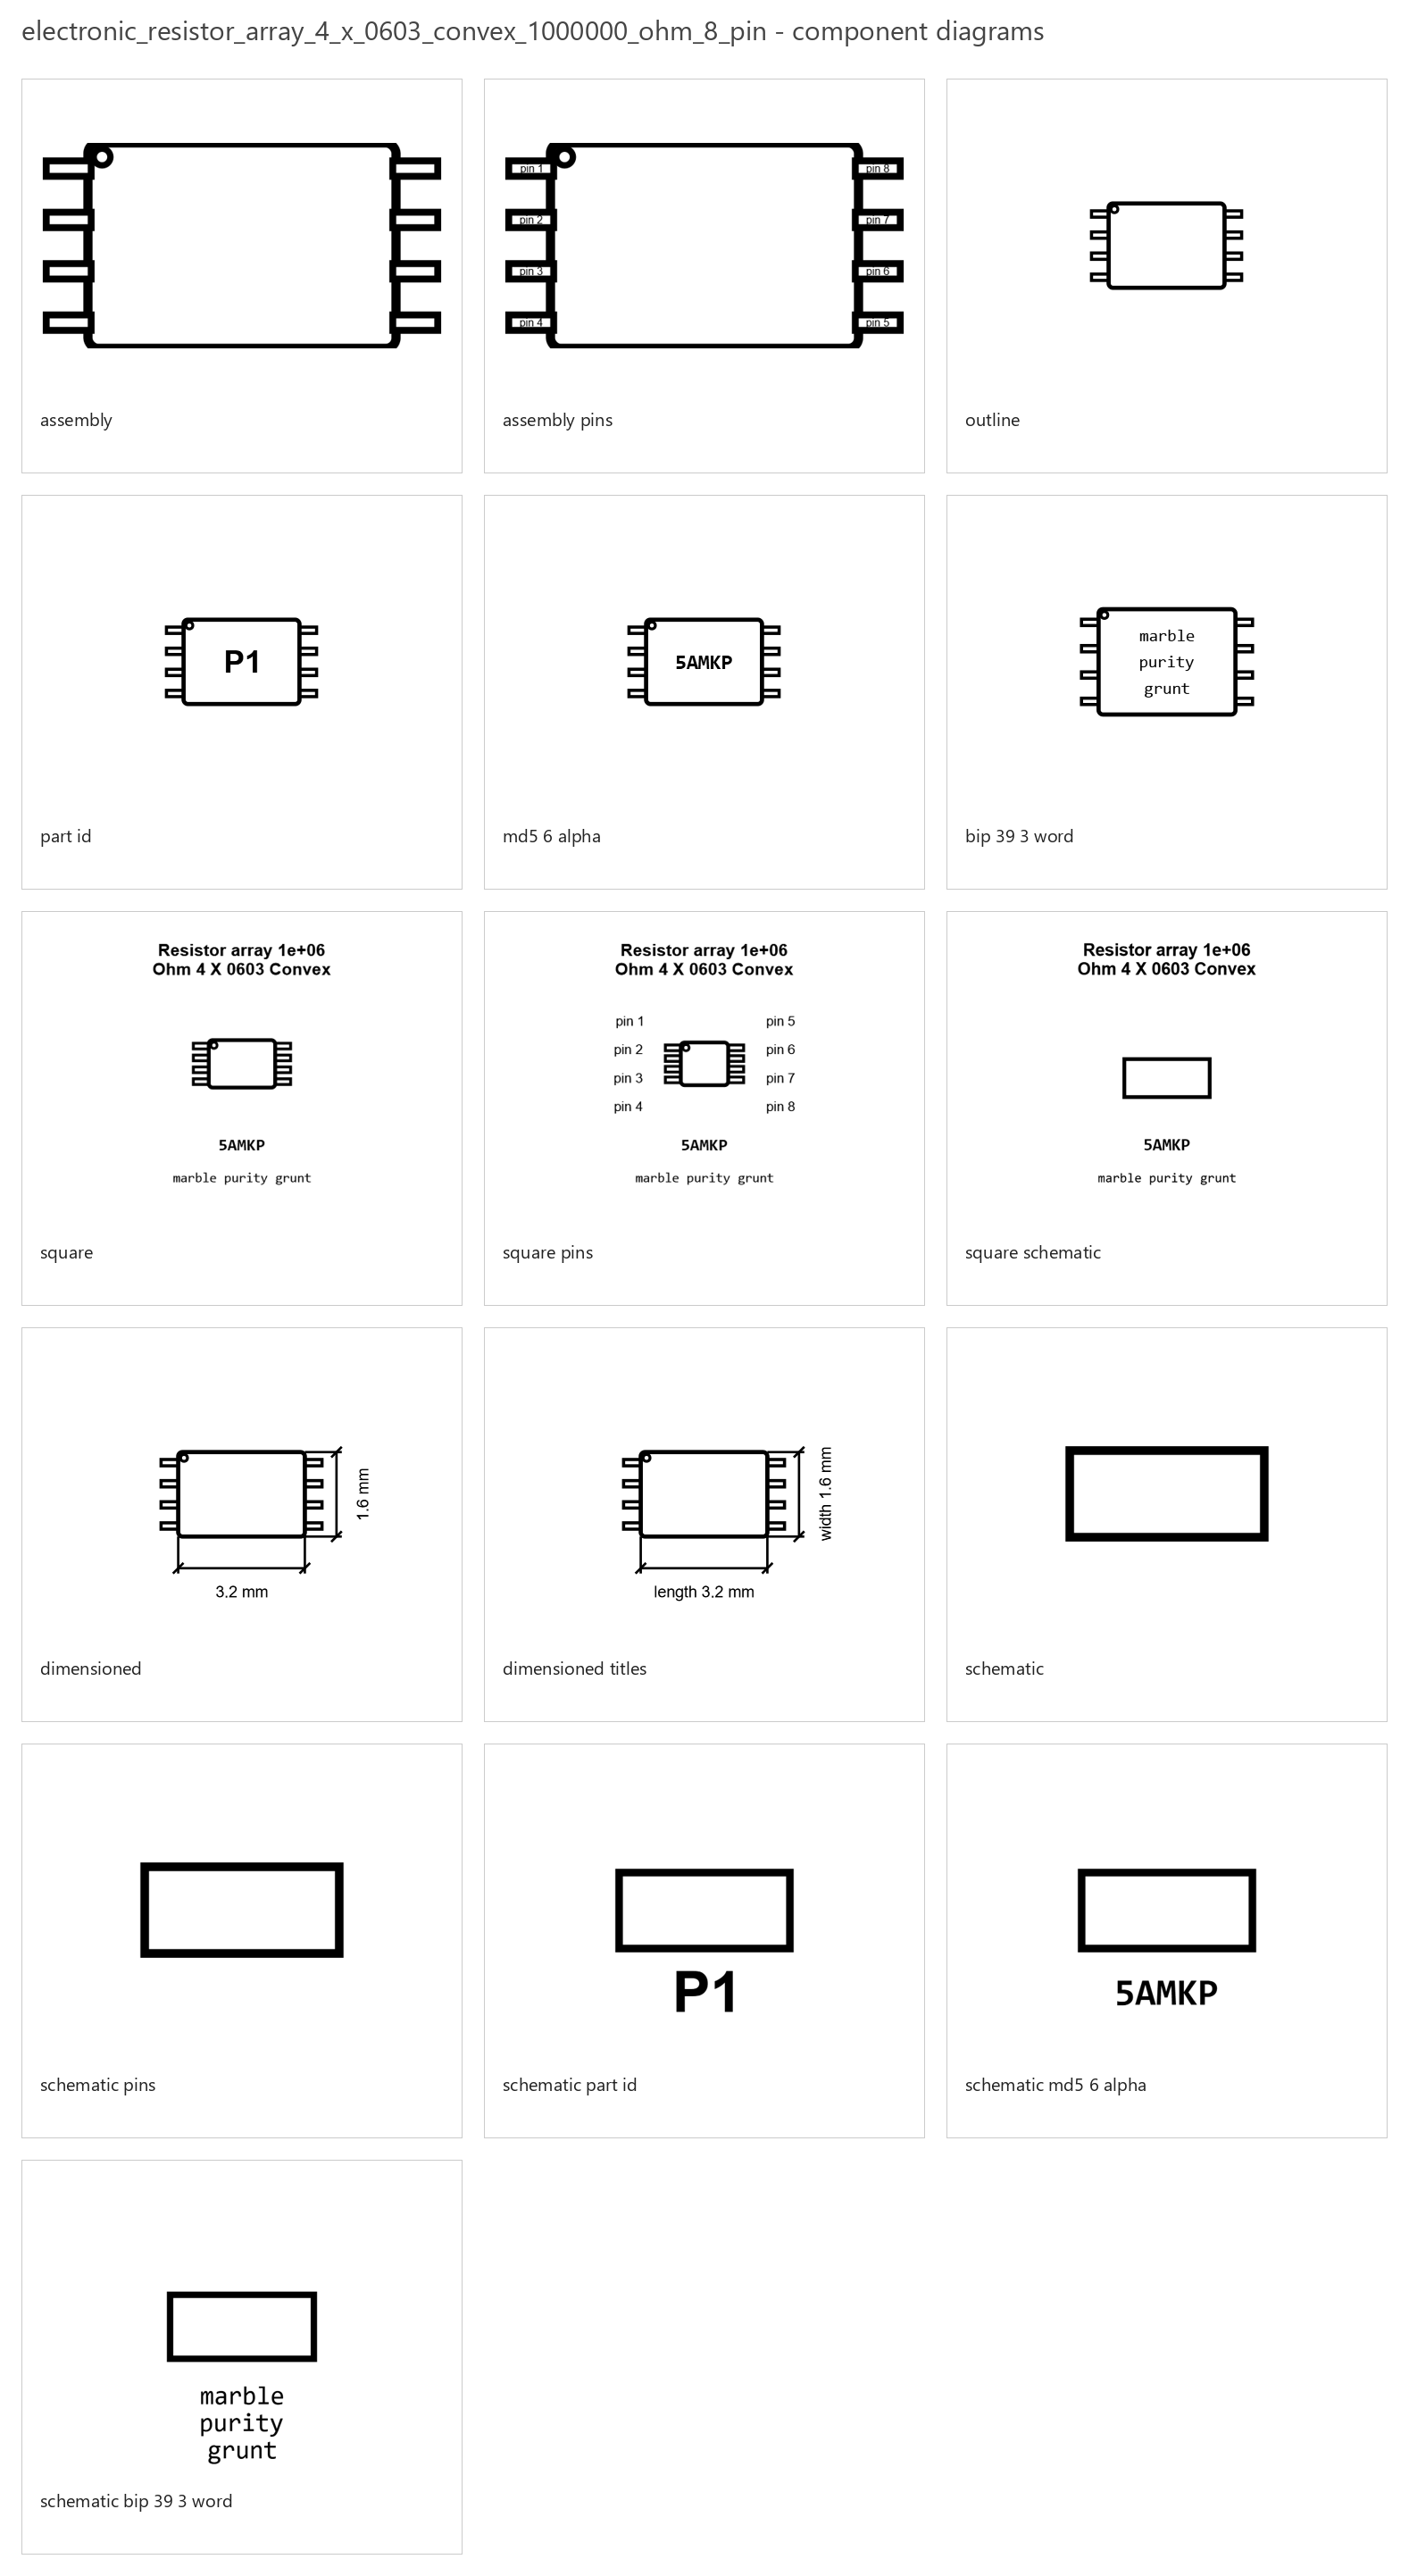 electronic_resistor_array_4_x_0603_convex_1000000_ohm_8_pin - component diagrams
assembly
pin 1
pin 2
pin 3
pin 4
pin 8
pin 7
pin 6
pin 5
assembly pins
outline
P1
part id
5AMKP
md5 6 alpha
marble
purity
grunt
bip 39 3 word
Resistor array 1e+06
Ohm 4 X 0603 Convex
5AMKP
marble purity grunt
square
Resistor array 1e+06
Ohm 4 X 0603 Convex
pin 1
pin 2
pin 3
pin 4
pin 5
pin 6
pin 7
pin 8
5AMKP
marble purity grunt
square pins
Resistor array 1e+06
Ohm 4 X 0603 Convex
5AMKP
marble purity grunt
square schematic
1.6 mm
3.2 mm
dimensioned
width 1.6 mm
length 3.2 mm
dimensioned titles
schematic
schematic pins
P1
schematic part id
5AMKP
schematic md5 6 alpha
marble
purity
grunt
schematic bip 39 3 word